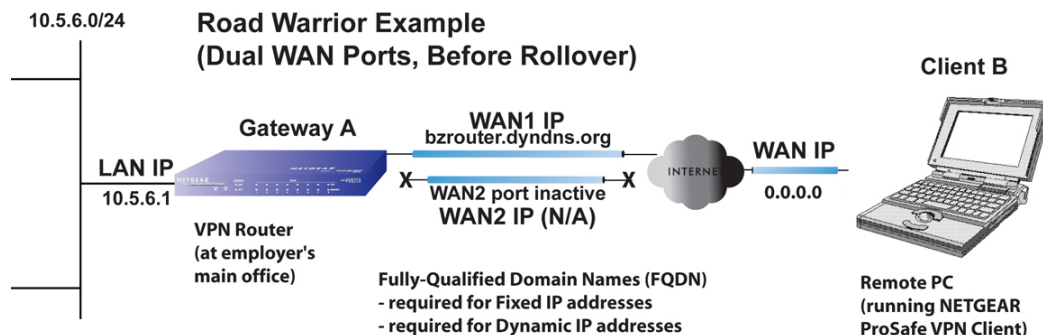 10.5.6.0/24
Road Warrior Example
(Dual WAN Ports, Before Rollover)
Client B
Gateway A
WAN1 IP
bzrouter.dyndns.org
LAN IP
10.5.6.1
NETGEAR
INTERNET
WAN IP
0.0.0.0
X
WAN2 port inactive
X
WAN2 IP (N/A)
VPN Router
(at employer's
main office)
Fully-Qualified Domain Names (FQDN)
- required for Fixed IP addresses
- required for Dynamic IP addresses
Remote PC
(running NETGEAR
ProSafe VPN Client)